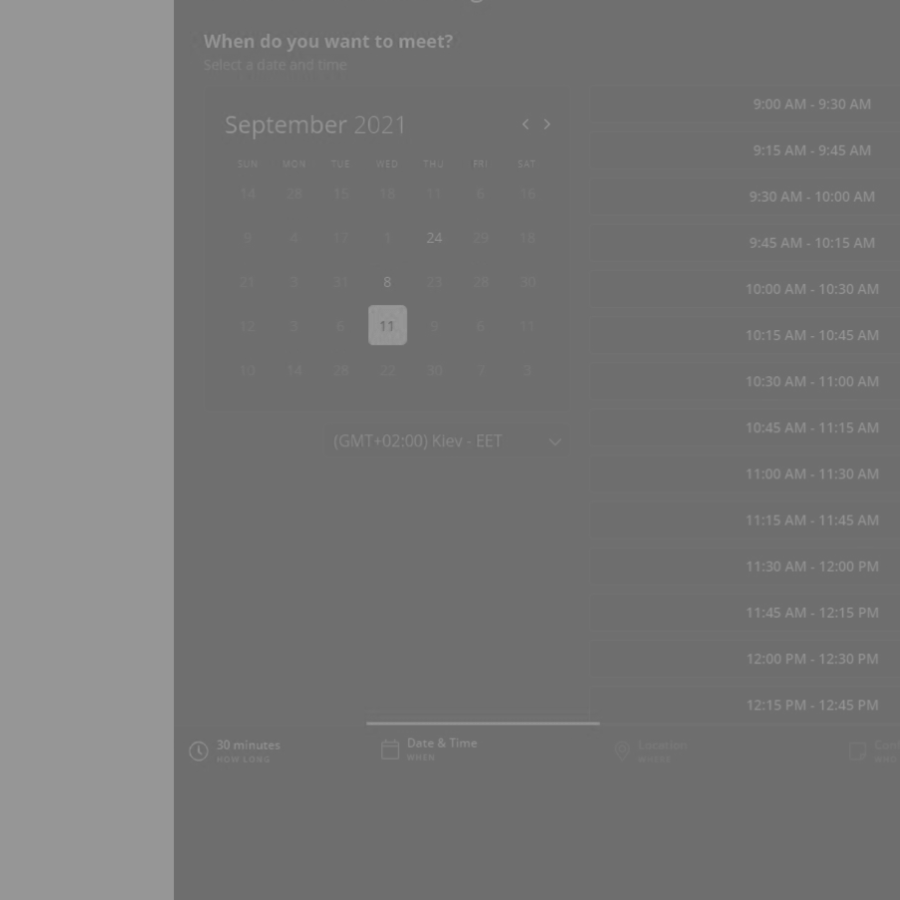 When do you want to meet?
Select a date and time
September 2021
SUN MON TUE WED THU FRI SAT
14 28 15 18 11 6 16
9 4 17 1 24 29 18
21 3 31 8 23 28 30
12 5 6 11 9 6 11
10 14 28 22 30 7
(GMT+02:00) Kiev - EET
9:00 AM - 9:30 AM
9:15 AM - 9:45 AM
9:30 AM - 10:00 AM
9:45 AM - 10:15 AM
10:00 AM - 10:30 AM
10:15 AM - 10:45 AM
10:30 AM - 11:00 AM
10:45 AM - 11:15 AM
11:00 AM - 11:30 AM
11:15 AM - 11:45 AM
11:30 AM - 12:00 PM
11:45 AM - 12:15 PM
12:00 PM - 12:30 PM
12:15 PM - 12:45 PM
30 minutes
HOW LONG
Date & Time
WHEN
Location
WHERE